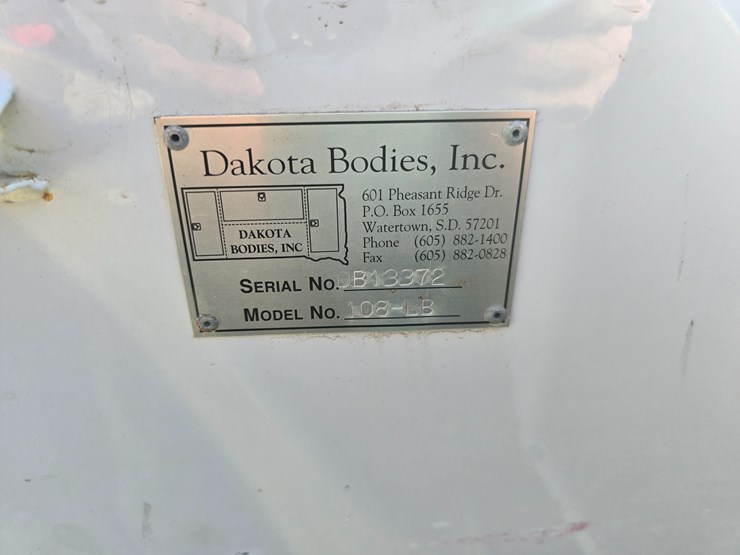 Dakota Bodies, Inc.
DAKOTA
BODIES, INC
601 Pheasant Ridge Dr.
P.O. Box 1655
Watertown, S.D. 57201
Phone (605) 882-1400
Fax (605) 882-0828
SERIAL NO. DB13372
MODEL NO. 108-LB